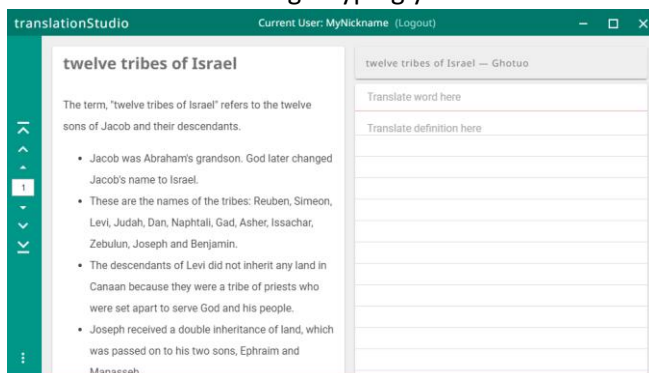 translationStudio
Current User: MyNickname (Logout)
twelve tribes of Israel
The term, "twelve tribes of Israel" refers to the twelve
sons of Jacob and their descendants.
• Jacob was Abraham's grandson. God later changed
Jacob's name to Israel.
• These are the names of the tribes: Reuben, Simeon,
Levi, Judah, Dan, Naphtali, Gad, Asher, Issachar,
Zebulun, Joseph and Benjamin.
• The descendants of Levi did not inherit any land in
Canaan because they were a tribe of priests who
were set apart to serve God and his people.
• Joseph received a double inheritance of land, which
was passed on to his two sons, Ephraim and
Manasseh
1
twelve tribes of Israel — Ghotuo
Translate word here
Translate definition here